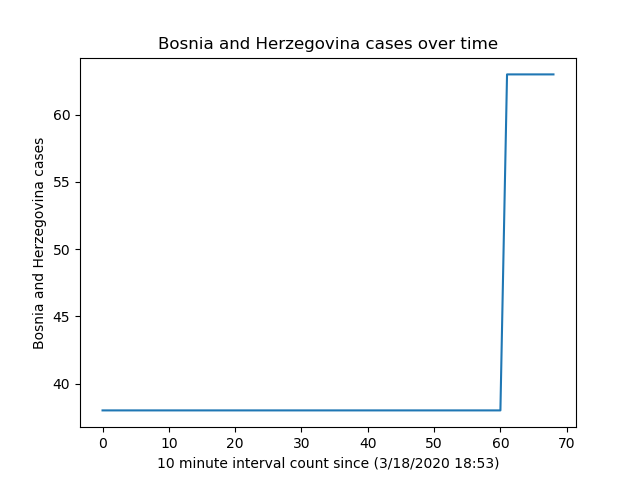 Bosnia and Herzegovina cases over time
Bosnia and Herzegovina cases
60
55
50
45
40
0 10 20 30 40 50 60 70
10 minute interval count since (3/18/2020 18:53)